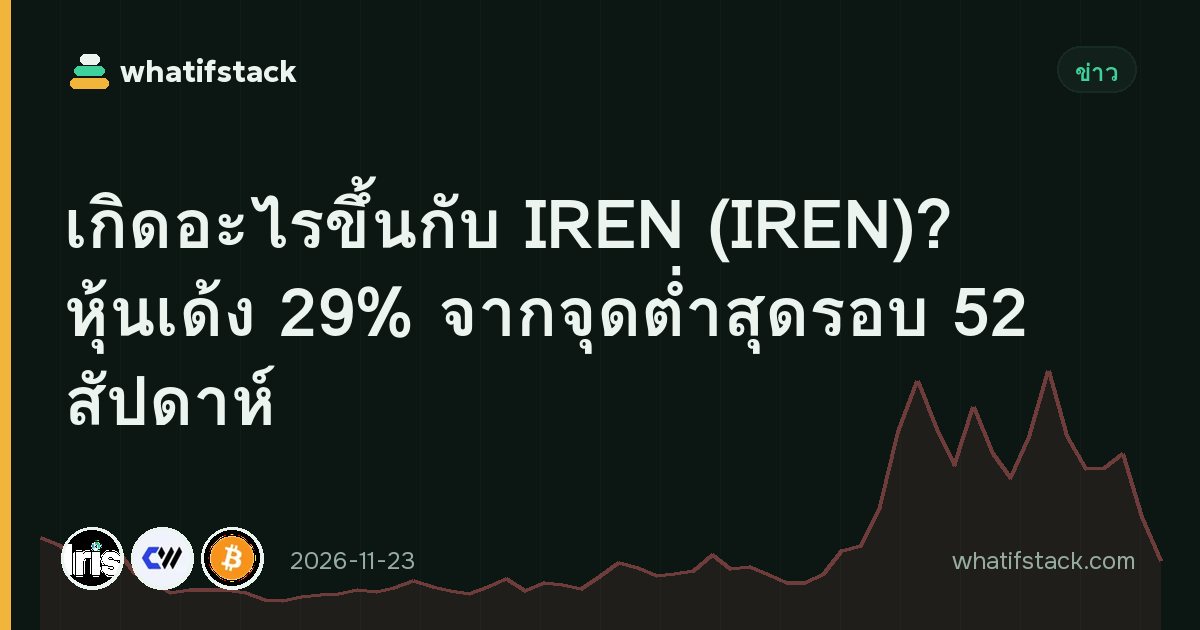 whatifstack
ข่าว
เกิดอะไรขึ้นกับ IREN (IREN)?
หุ้นเด้ง 29% จากจุดต่ำสุดรอบ 52
สัปดาห์
Iris
CW
2026-11-23
whatifstack.com